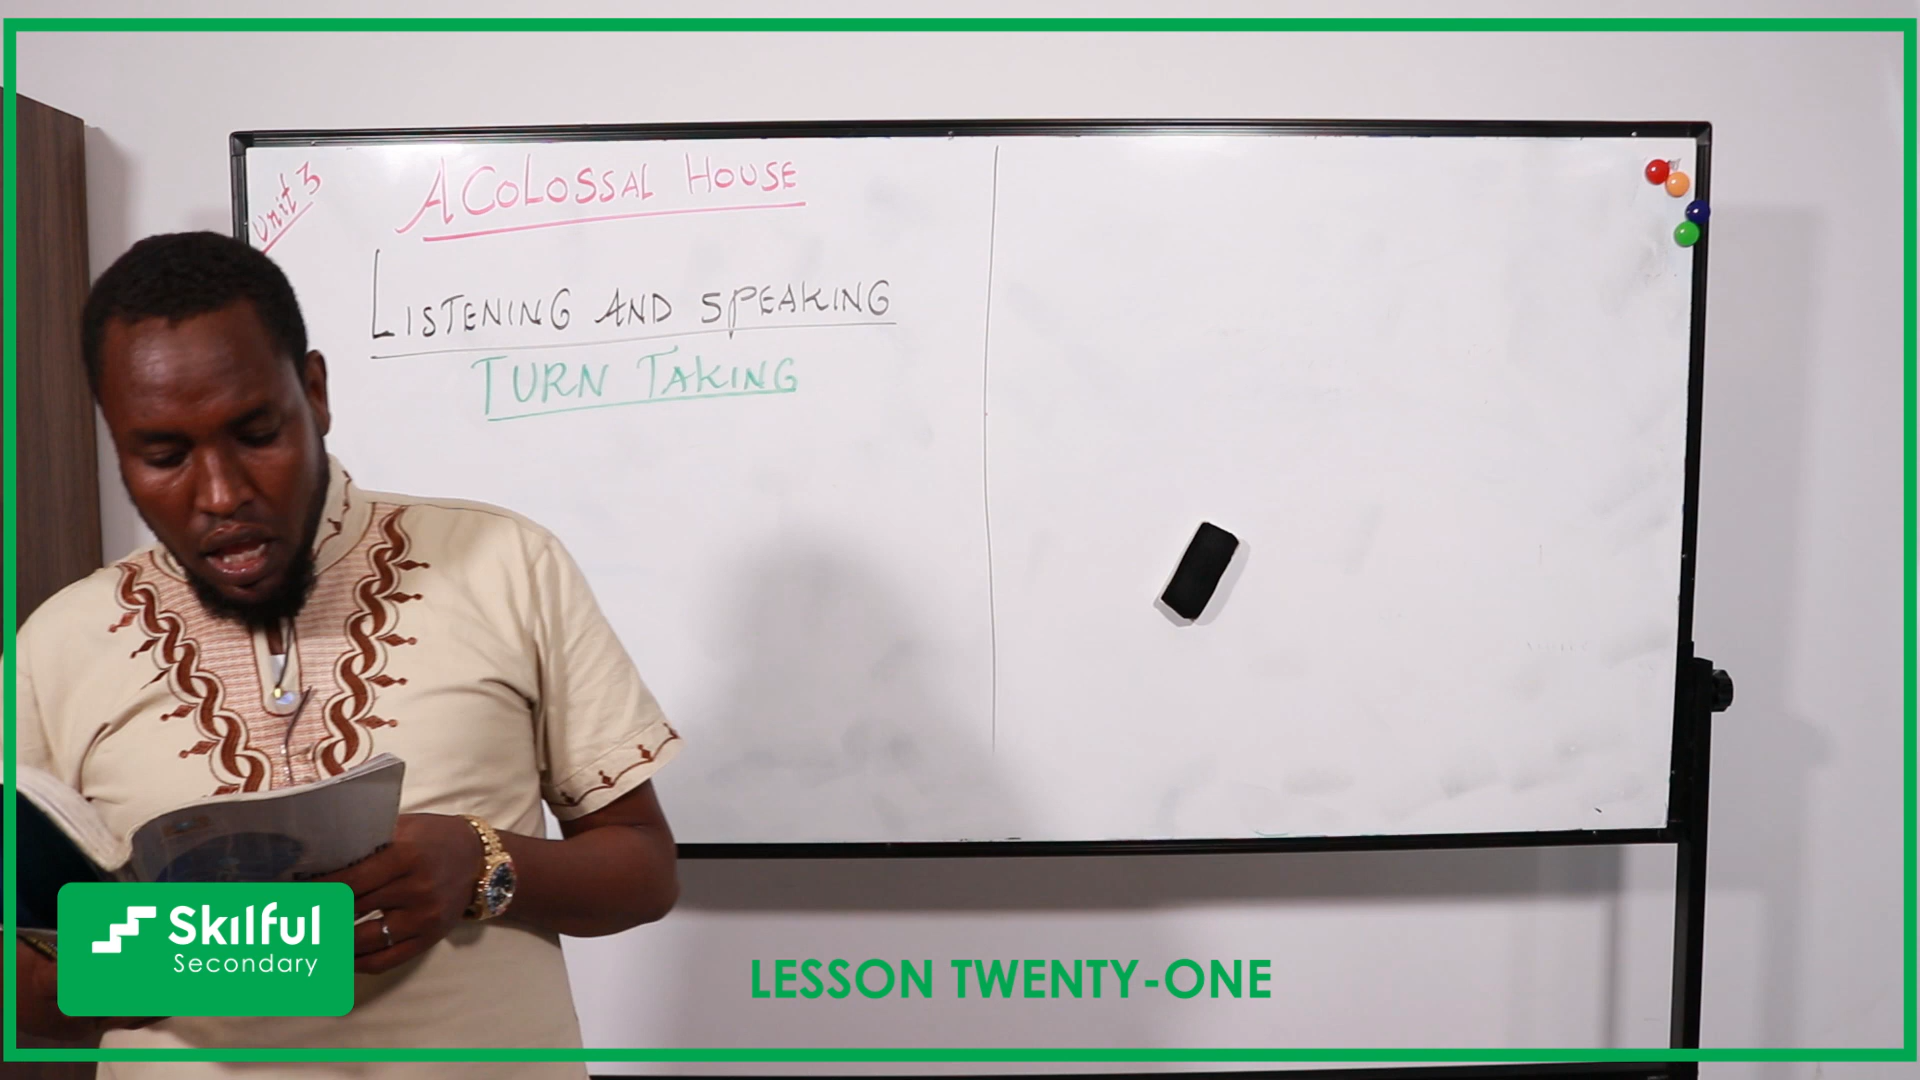 Unit 3
A COLOSSAL HOUSE
LISTENING AND SPEAKING
TURN TAKING
Skilful
Secondary
LESSON TWENTY-ONE